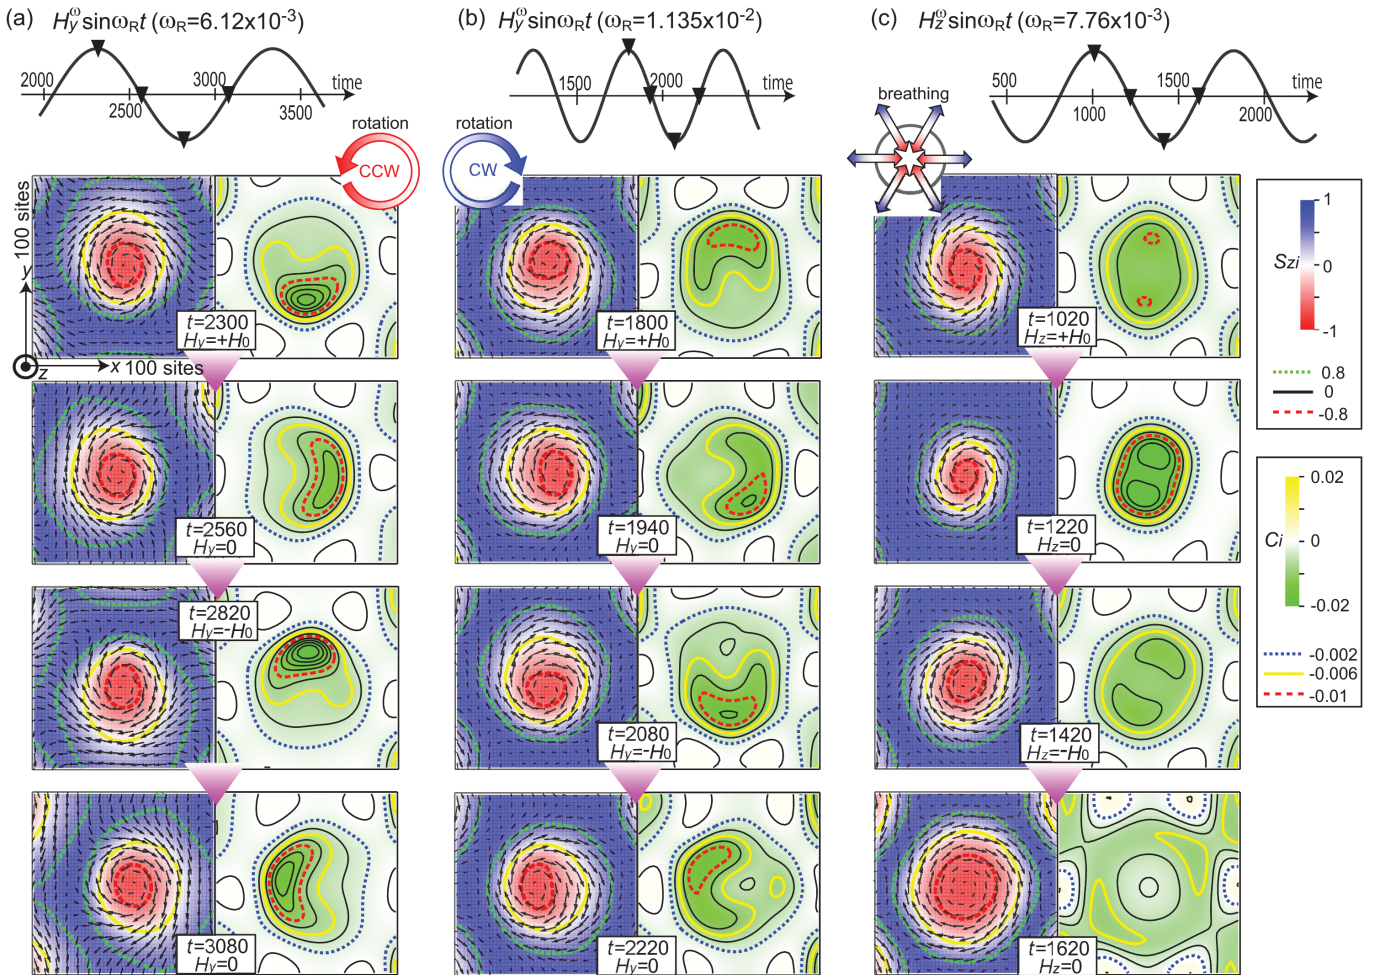 (a) H_y^ω sinω_R t (ω_R=6.12x10^-3)
2000 3000 time
2500 3500
rotation
CCW
y 100 sites
z x 100 sites
t=2300
H_y=+H_0
t=2560
H_y=0
t=2820
H_y=-H_0
t=3080
H_y=0
(b) H_y^ω sinω_R t (ω_R=1.135x10^-2)
1500 2000 time
rotation
CW
t=1800
H_y=+H_0
t=1940
H_y=0
t=2080
H_y=-H_0
t=2220
H_y=0
(c) H_z^ω sinω_R t (ω_R=7.76x10^-3)
500 1500 time
1000 2000
breathing
t=1020
H_z=+H_0
t=1220
H_z=0
t=1420
H_z=-H_0
t=1620
H_z=0
1
Szi 0
-1
0.8
0
-0.8
0.02
Ci 0
-0.02
-0.002
-0.006
-0.01